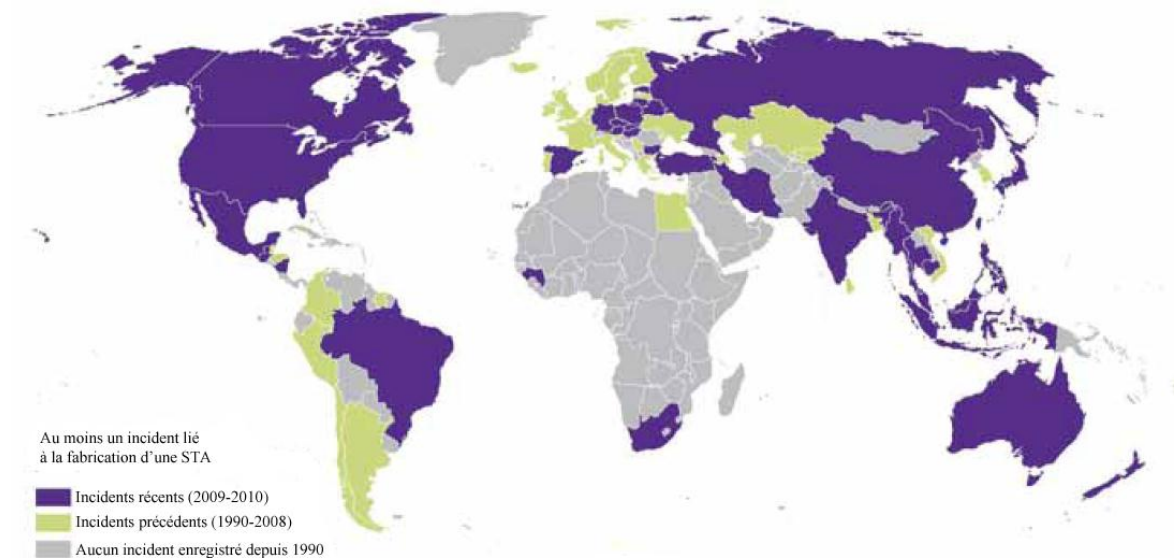 Au moins un incident lié
à la fabrication d'une STA
Incidents récents (2009-2010)
Incidents précédents (1990-2008)
Aucun incident enregistré depuis 1990